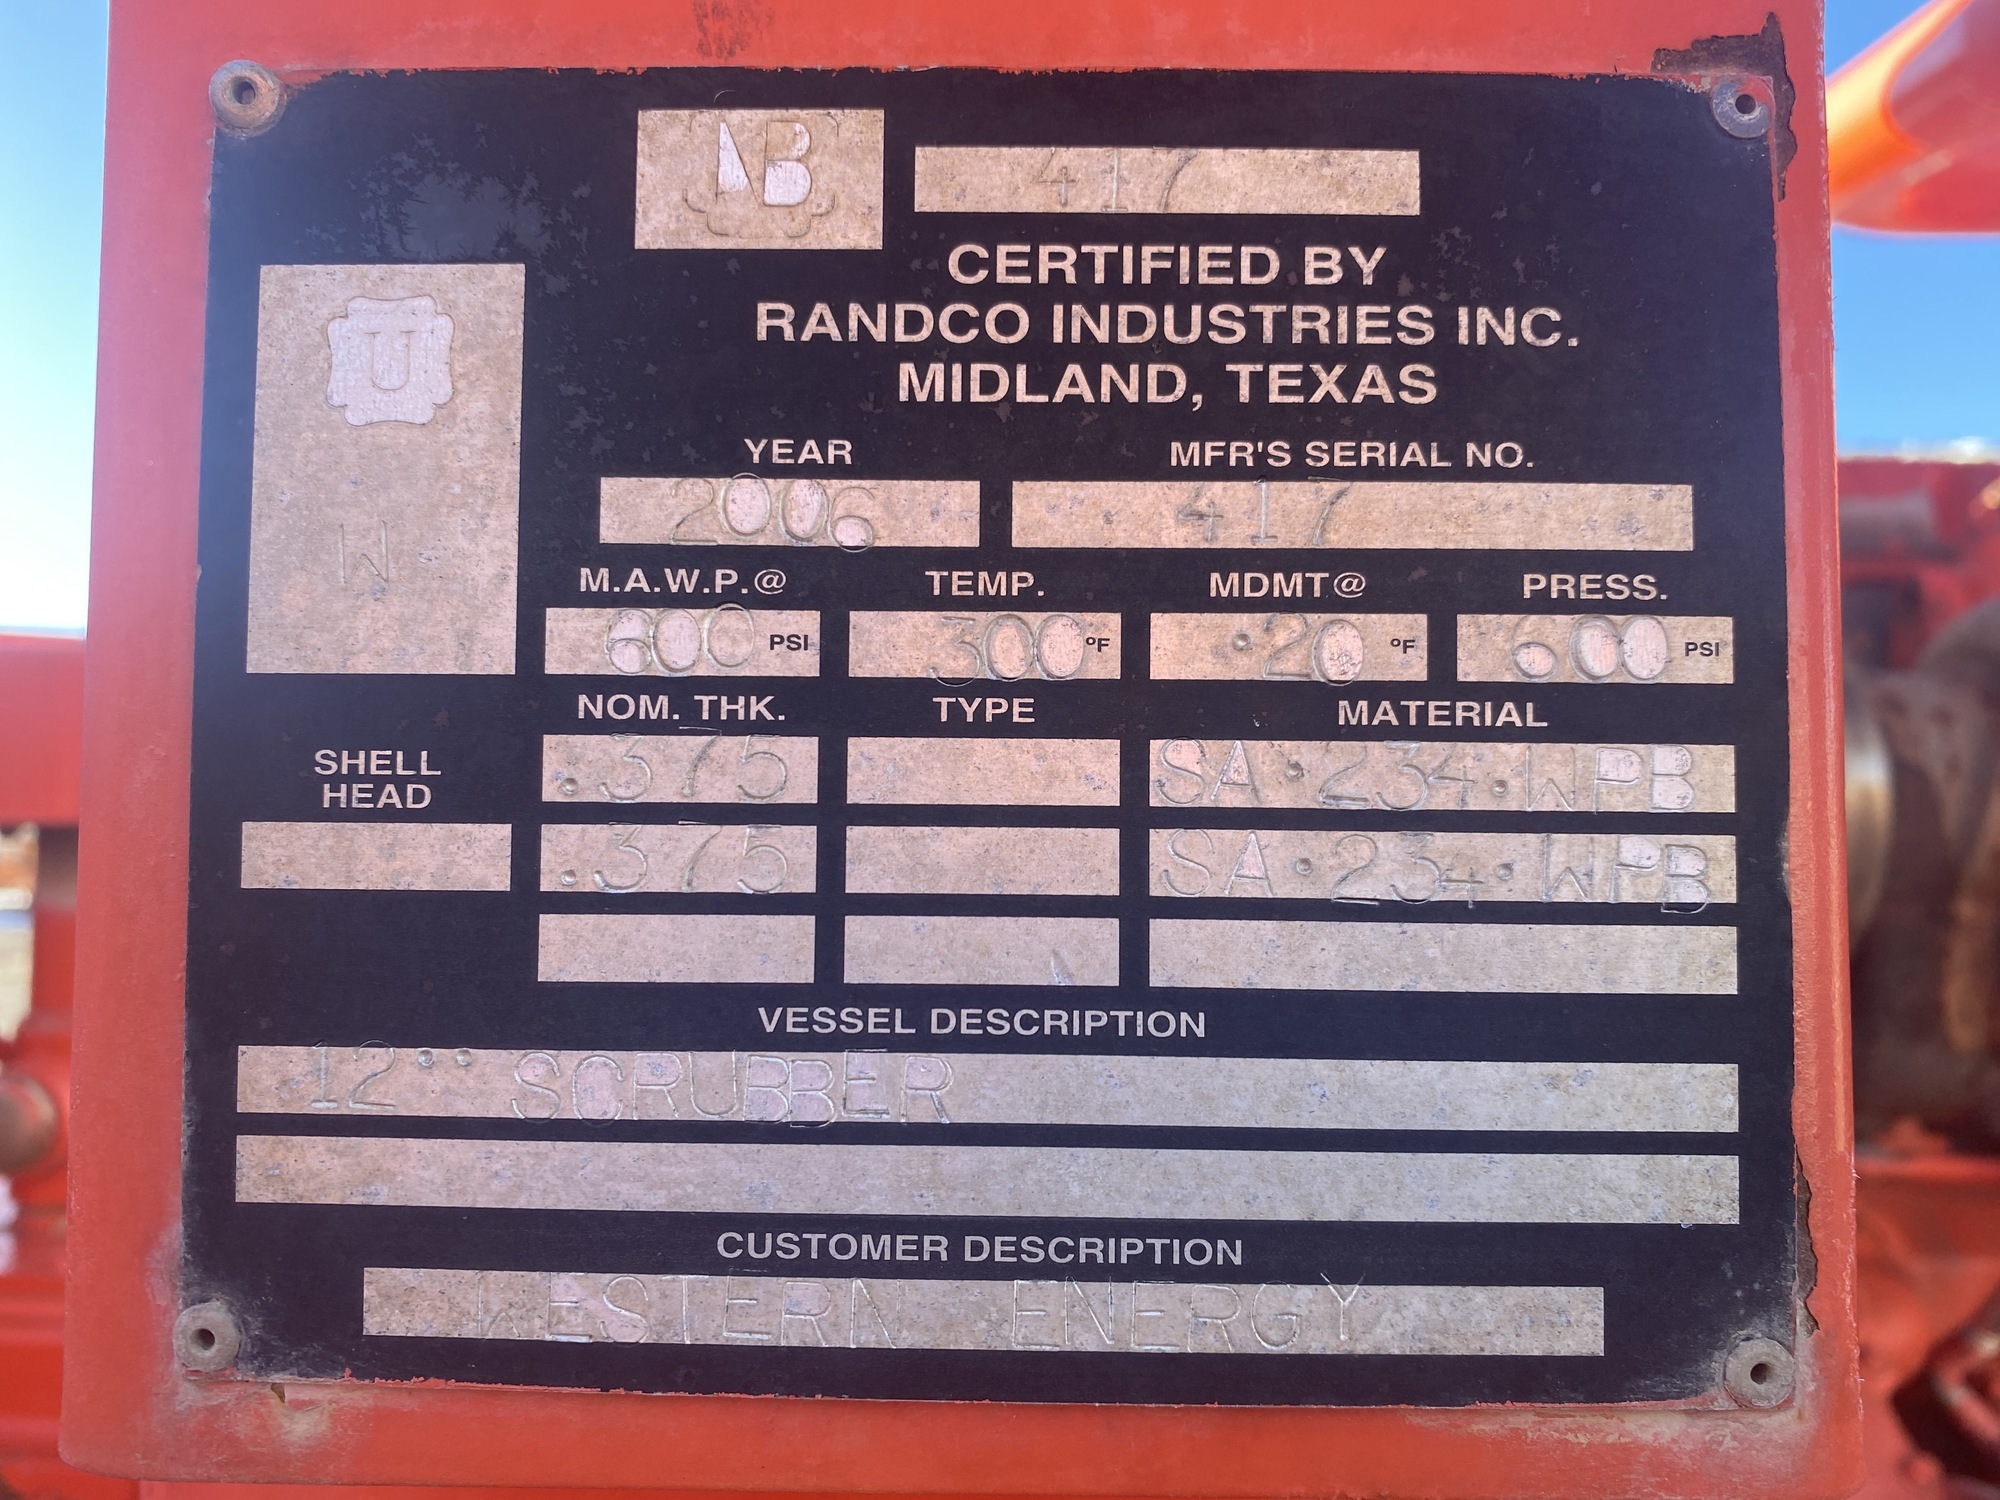 NB 417
CERTIFIED BY
RANDCO INDUSTRIES INC.
MIDLAND, TEXAS
U
W
YEAR MFR'S SERIAL NO.
2006 417
M.A.W.P.@ TEMP. MDMT@ PRESS.
600 PSI 300 ºF ·20 ºF 600 PSI
NOM. THK. TYPE MATERIAL
SHELL .375 SA·234·WPB
HEAD .375 SA·234·WPB
VESSEL DESCRIPTION
12" SCRUBBER
CUSTOMER DESCRIPTION
WESTERN ENERGY